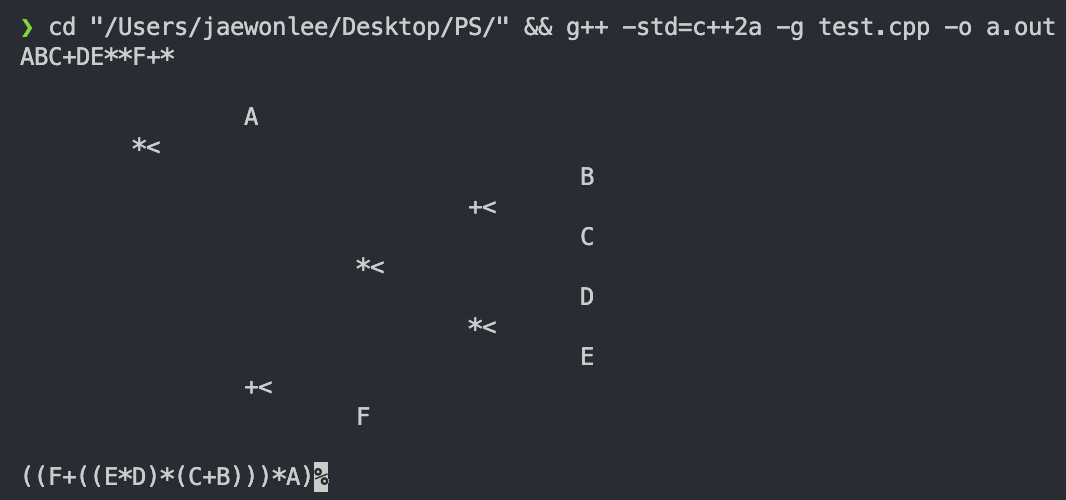 ❯ cd "/Users/jaewonlee/Desktop/PS/" && g++ -std=c++2a -g test.cpp -o a.out
ABC+DE**F+*
A
*<
B
+<
C
*<
D
*<
E
+<
F
((F+((E*D)*(C+B)))*A)%